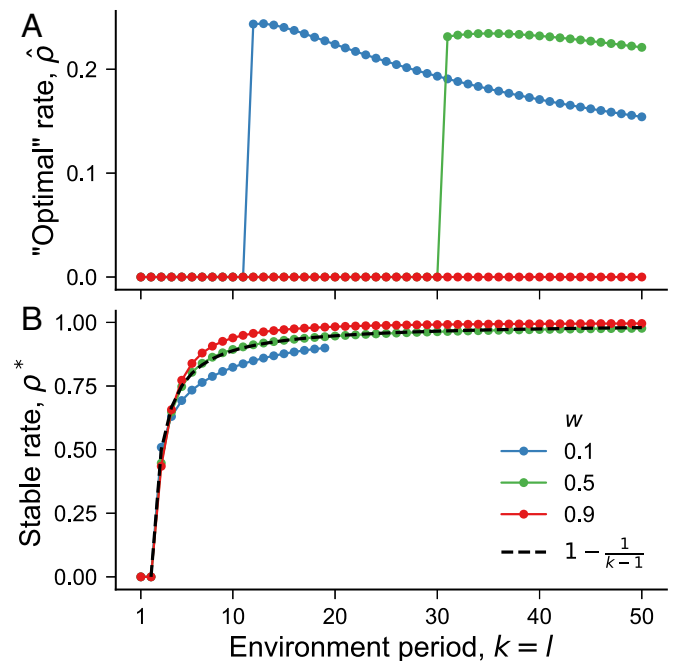 A
"Optimal" rate, ρ̂
0.2
0.1
0.0
B
Stable rate, ρ*
1.00
0.75
0.50
0.25
0.00
w
0.1
0.5
0.9
1 − 1/(k−1)
1 10 20 30 40 50
Environment period, k = l